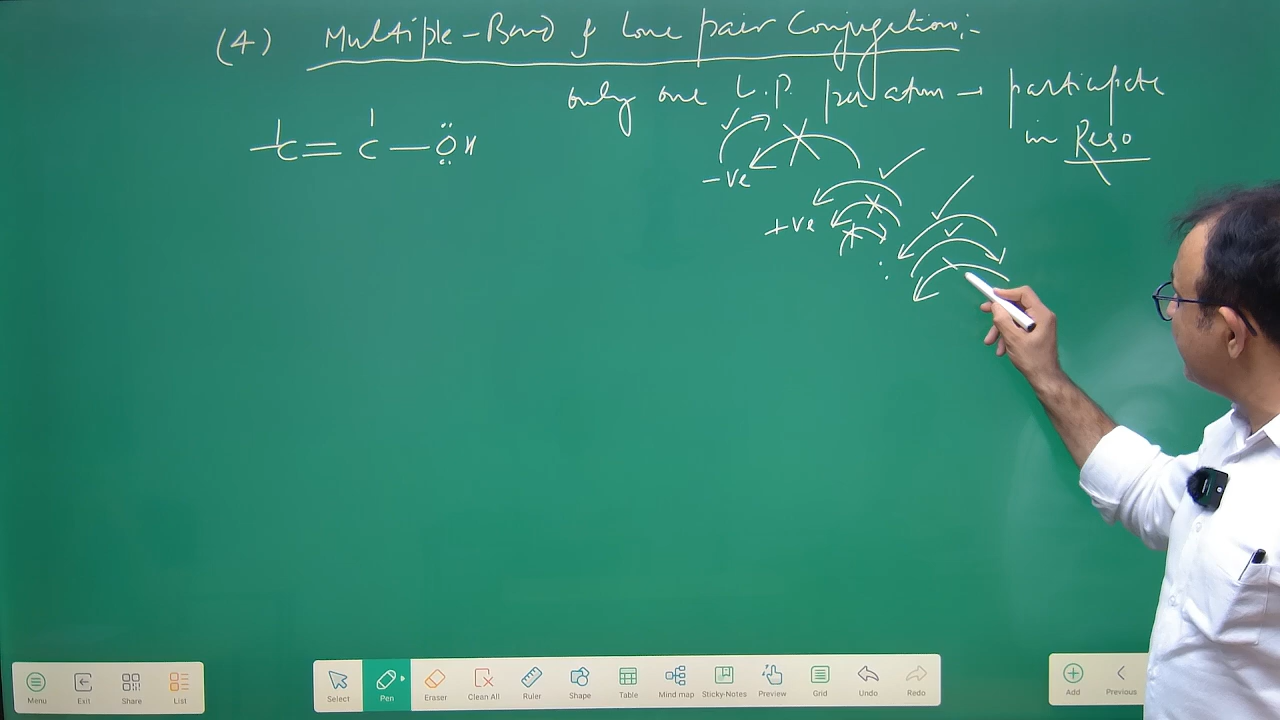 (4) Multiple-Bond & Lone pair Conjugation:-
only one L.P. per atom → participate
in Reso
C = C — ÖH
-ve
+ve
Menu
Exit
Share
List
Select
Pen
Eraser
Clean All
Ruler
Shape
Table
Mind map
Sticky-Notes
Preview
Grid
Undo
Redo
Add
Previous